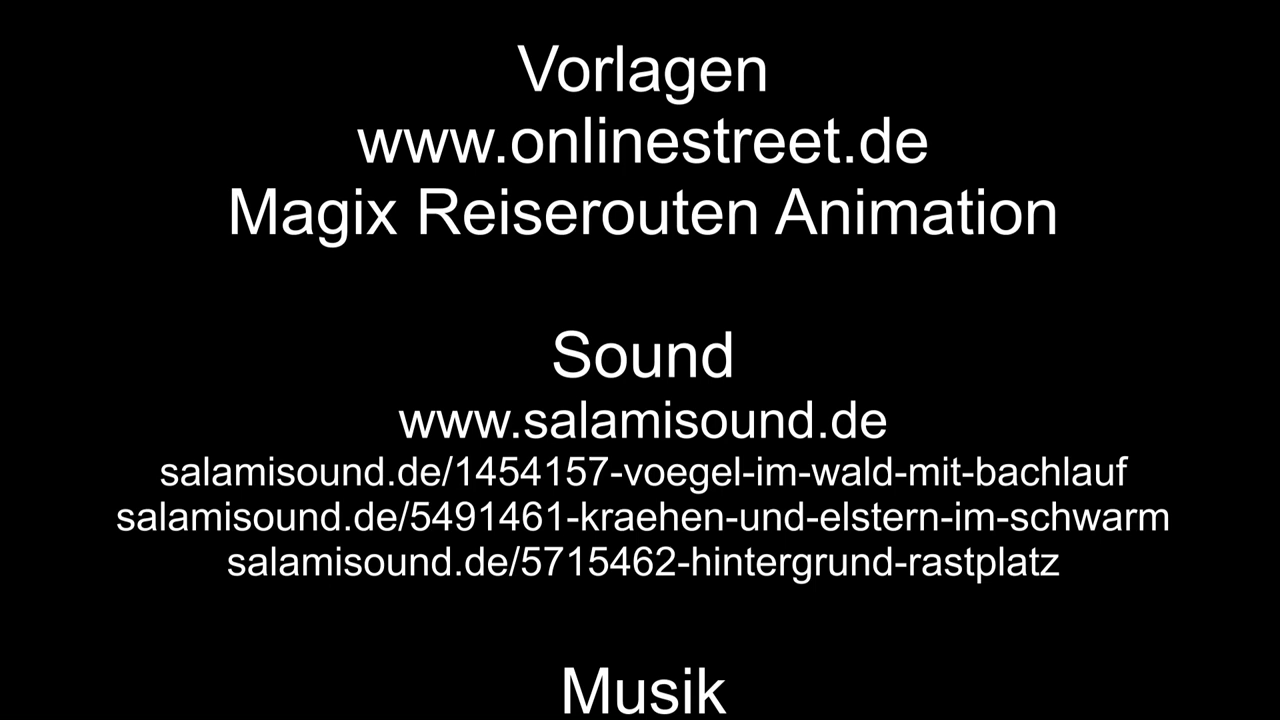 Vorlagen
www.onlinestreet.de
Magix Reiserouten Animation
Sound
www.salamisound.de
salamisound.de/1454157-voegel-im-wald-mit-bachlauf
salamisound.de/5491461-kraehen-und-elstern-im-schwarm
salamisound.de/5715462-hintergrund-rastplatz
Musik